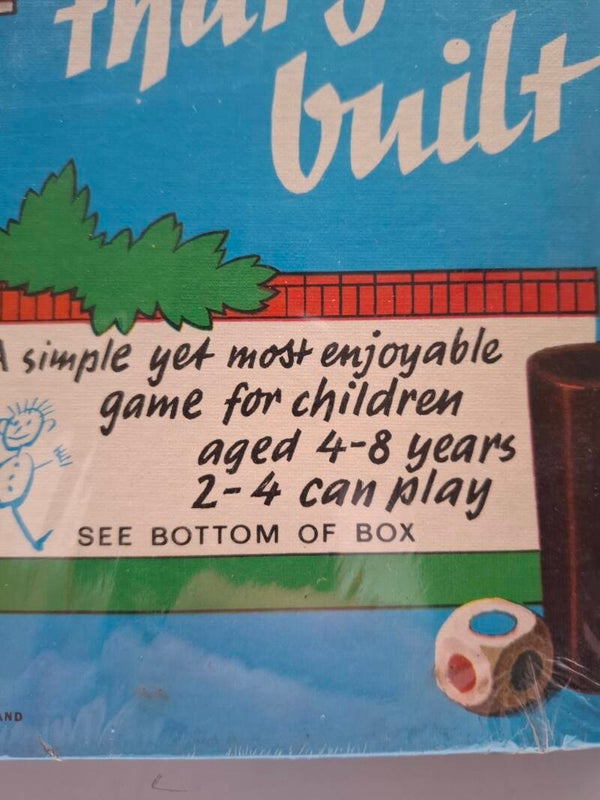 built
A simple yet most enjoyable
game for children
aged 4-8 years
2-4 can play
SEE BOTTOM OF BOX